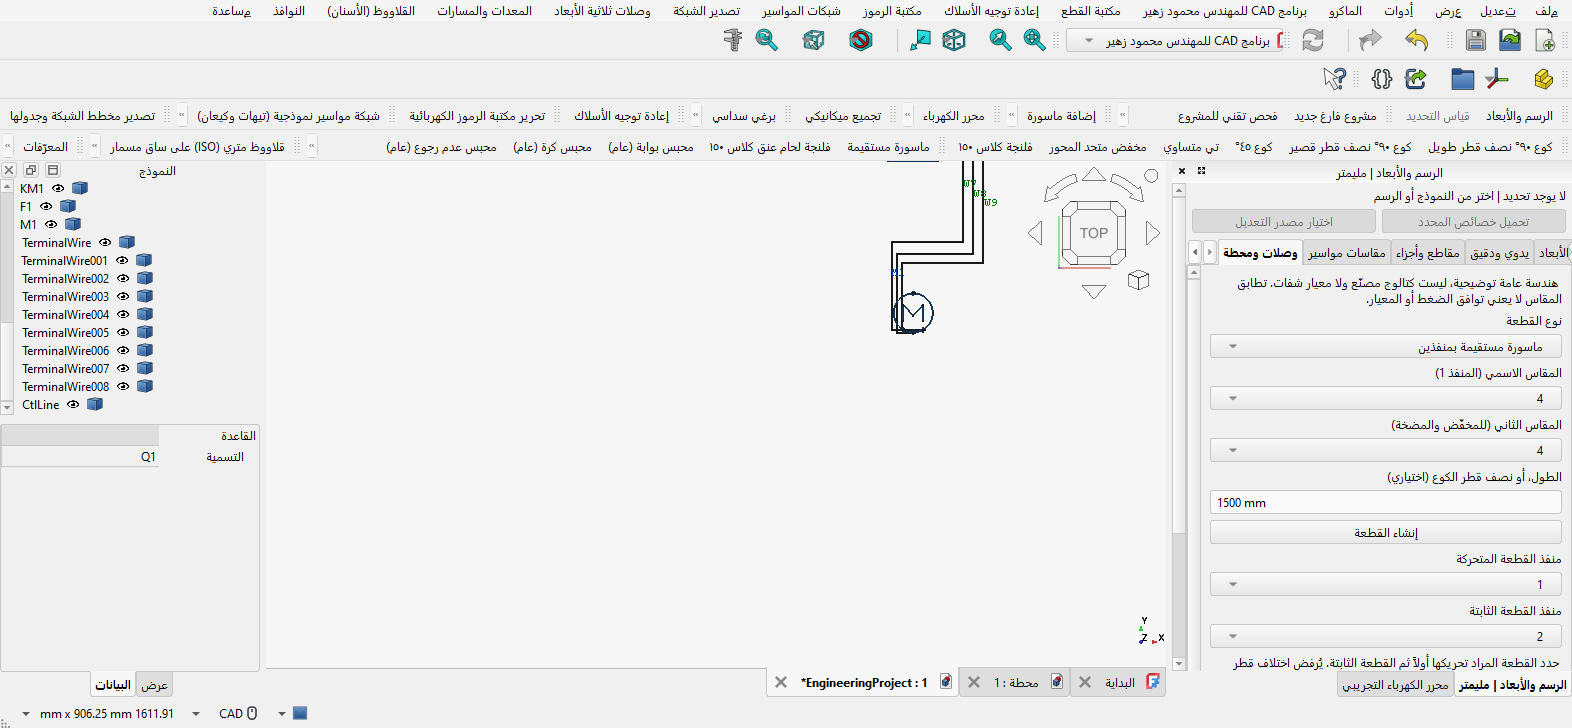 ملف تعديل عرض أدوات الماكرو برنامج CAD للمهندس محمود زهير مكتبة القطع إعادة توجيه الأسلاك مكتبة الرموز شبكات المواسير تصدير الشبكة وصلات ثلاثية الأبعاد المعدات والمسارات القلاووظ (الأسنان) النوافذ مساعدة
برنامج CAD للمهندس محمود زهير
الرسم والأبعاد قياس التحديد مشروع فارغ جديد فحص تقني للمشروع » إضافة ماسورة » محرر الكهرباء » تجميع ميكانيكي برغي سداسي » إعادة توجيه الأسلاك تحرير مكتبة الرموز الكهربائية شبكة مواسير نموذجية (تيهات وكيعان) » تصدير مخطط الشبكة وجدولها
كوع ٩٠° نصف قطر طويل كوع ٩٠° نصف قطر قصير كوع ٤٥° تي متساوي مخفض متحد المحور فلنجة كلاس ١٥٠ ماسورة مستقيمة فلنجة لحام عنق كلاس ١٥٠ محبس بوابة (عام) محبس كرة (عام) محبس عدم رجوع (عام) » قلاووظ متري (ISO) على ساق مسمار » المعرّفات »
الرسم والأبعاد | مليمتر
لا يوجد تحديد | اختر من النموذج أو الرسم
تحميل خصائص المحدد اختيار مصدر التعديل
الأبعاد يدوي ودقيق مقاطع وأجزاء مقاسات مواسير وصلات ومحطة
هندسة عامة توضيحية، ليست كتالوج مصنّع ولا معيار شفات. تطابق
المقاس لا يعني توافق الضغط أو المعيار.
نوع القطعة
ماسورة مستقيمة بمنفذين
المقاس الاسمي (المنفذ 1)
4
المقاس الثاني (للمخفّض والمضخة)
4
الطول، أو نصف قطر الكوع (اختياري)
1500 mm
إنشاء القطعة
منفذ القطعة المتحركة
1
منفذ القطعة الثابتة
2
حدد القطعة المراد تحريكها أولاً ثم القطعة الثابتة. يُرفض اختلاف قطر
الرسم والأبعاد | مليمتر محرر الكهرباء التجريبي
TOP
W7
W8
W9
M1
M
Y
Z X
البداية
محطة : 1
EngineeringProject : 1*
النموذج
KM1
F1
M1
TerminalWire
TerminalWire001
TerminalWire002
TerminalWire003
TerminalWire004
TerminalWire005
TerminalWire006
TerminalWire007
TerminalWire008
CtlLine
القاعدة
التسمية Q1
عرض البيانات
CAD
1611.91 mm x 906.25 mm